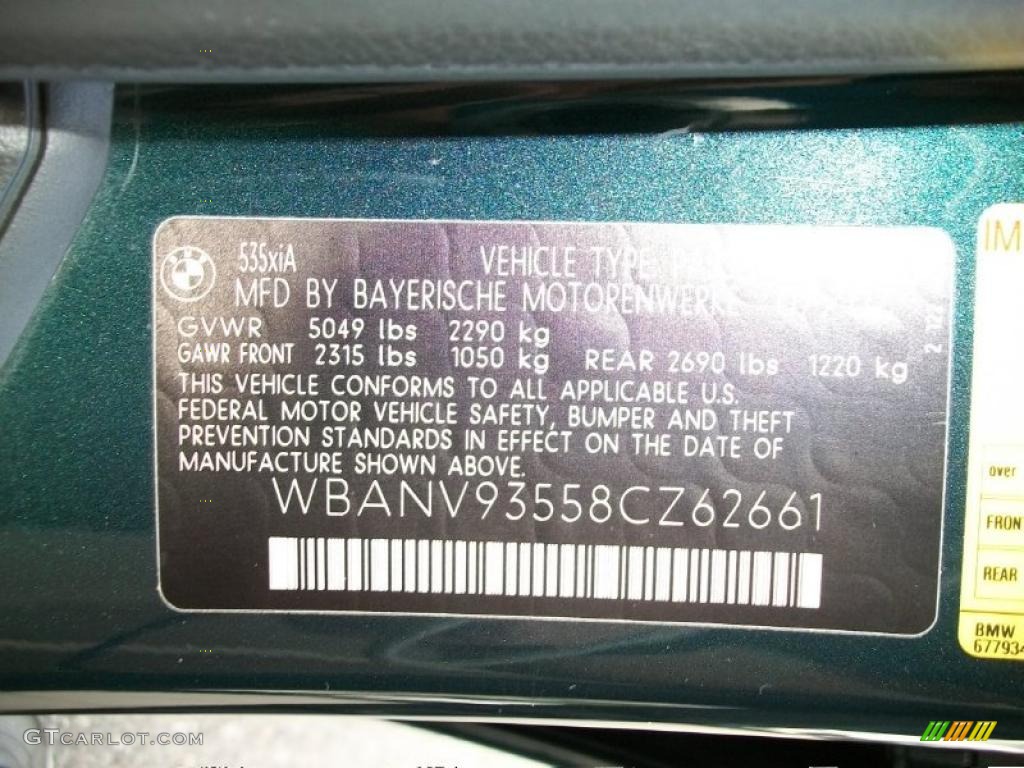 535xiA VEHICLE TYPE
MFD BY BAYERISCHE MOTORENWERKE
GVWR 5049 lbs 2290 kg
GAWR FRONT 2315 lbs 1050 kg REAR 2690 lbs 1220 kg
THIS VEHICLE CONFORMS TO ALL APPLICABLE U.S.
FEDERAL MOTOR VEHICLE SAFETY, BUMPER AND THEFT
PREVENTION STANDARDS IN EFFECT ON THE DATE OF
MANUFACTURE SHOWN ABOVE.
WBANV93558CZ62661
IM
over
FRON
REAR
BMW
67793
GTCARLOT.COM